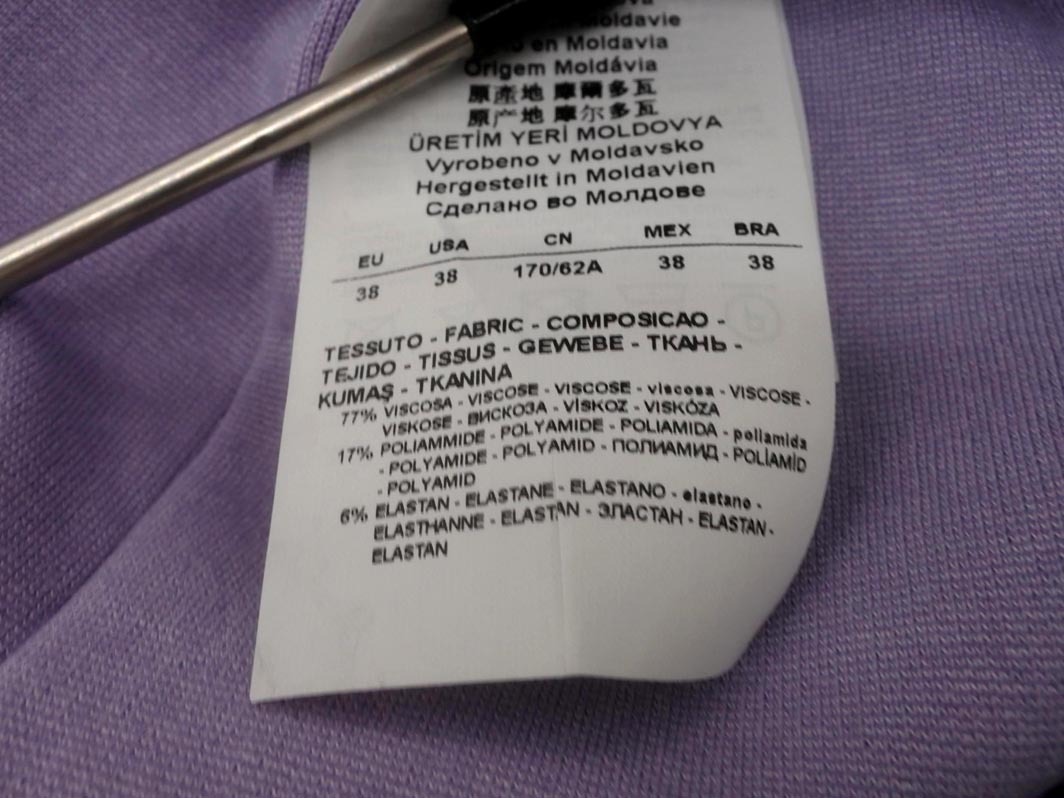 Moldavie
en Moldavia
Origem Moldávia
原產地 摩爾多瓦
原产地 摩尔多瓦
ÜRETİM YERİ MOLDOVYA
Vyrobeno v Moldavsko
Hergestellt in Moldavien
Сделано во Молдове
EU USA CN MEX BRA
38 38 170/62A 38 38
TESSUTO - FABRIC - COMPOSICAO -
TEJIDO - TISSUS - GEWEBE - ТКАНЬ -
KUMAŞ - TKANINA
77% VISCOSA - VISCOSE - VISCOSE - viscosa - VISCOSE -
VISKOSE - ВИСКОЗА - VİSKOZ - VISKÓZA
17% POLIAMMIDE - POLYAMIDE - POLIAMIDA - poliamida
- POLYAMIDE - POLYAMID - ПОЛИАМИД - POLİAMİD
- POLYAMID
6% ELASTAN - ELASTANE - ELASTANO - elastano -
ELASTHANNE - ELASTAN - ЭЛАСТАН - ELASTAN -
ELASTAN